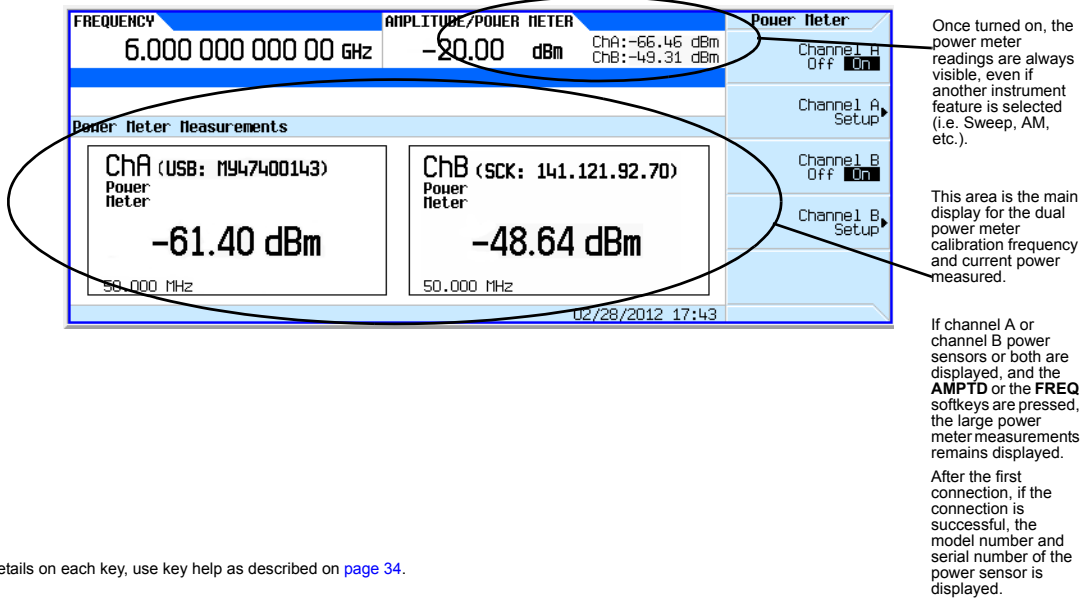 FREQUENCY
6.000 000 000 00 GHz
AMPLITUDE/POWER METER
-20.00 dBm
ChA:-66.46 dBm
ChB:-49.31 dBm
Power Meter Measurements
ChA (USB: MY47400143)
Power
Meter
-61.40 dBm
50.000 MHz
ChB (SCK: 141.121.92.70)
Power
Meter
-48.64 dBm
50.000 MHz
02/28/2012 17:43
Power Meter
Channel A
Off On
Channel A
Setup
Channel B
Off On
Channel B
Setup
Once turned on, the
power meter
readings are always
visible, even if
another instrument
feature is selected
(i.e. Sweep, AM,
etc.).
This area is the main
display for the dual
power meter
calibration frequency
and current power
measured.
If channel A or
channel B power
sensors or both are
displayed, and the
AMPTD or the FREQ
softkeys are pressed,
the large power
meter measurements
remains displayed.
After the first
connection, if the
connection is
successful, the
model number and
serial number of the
power sensor is
displayed.
etails on each key, use key help as described on page 34.